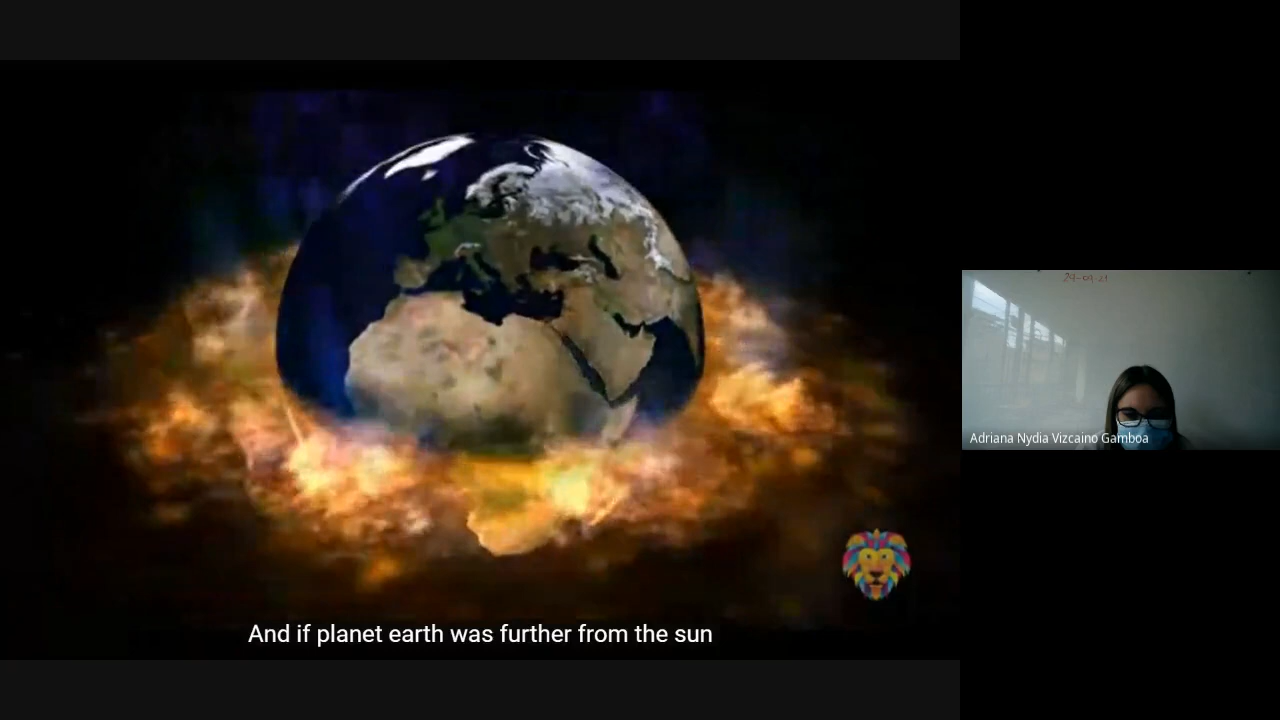 And if planet earth was further from the sun
Adriana Nydia Vizcaino Gamboa